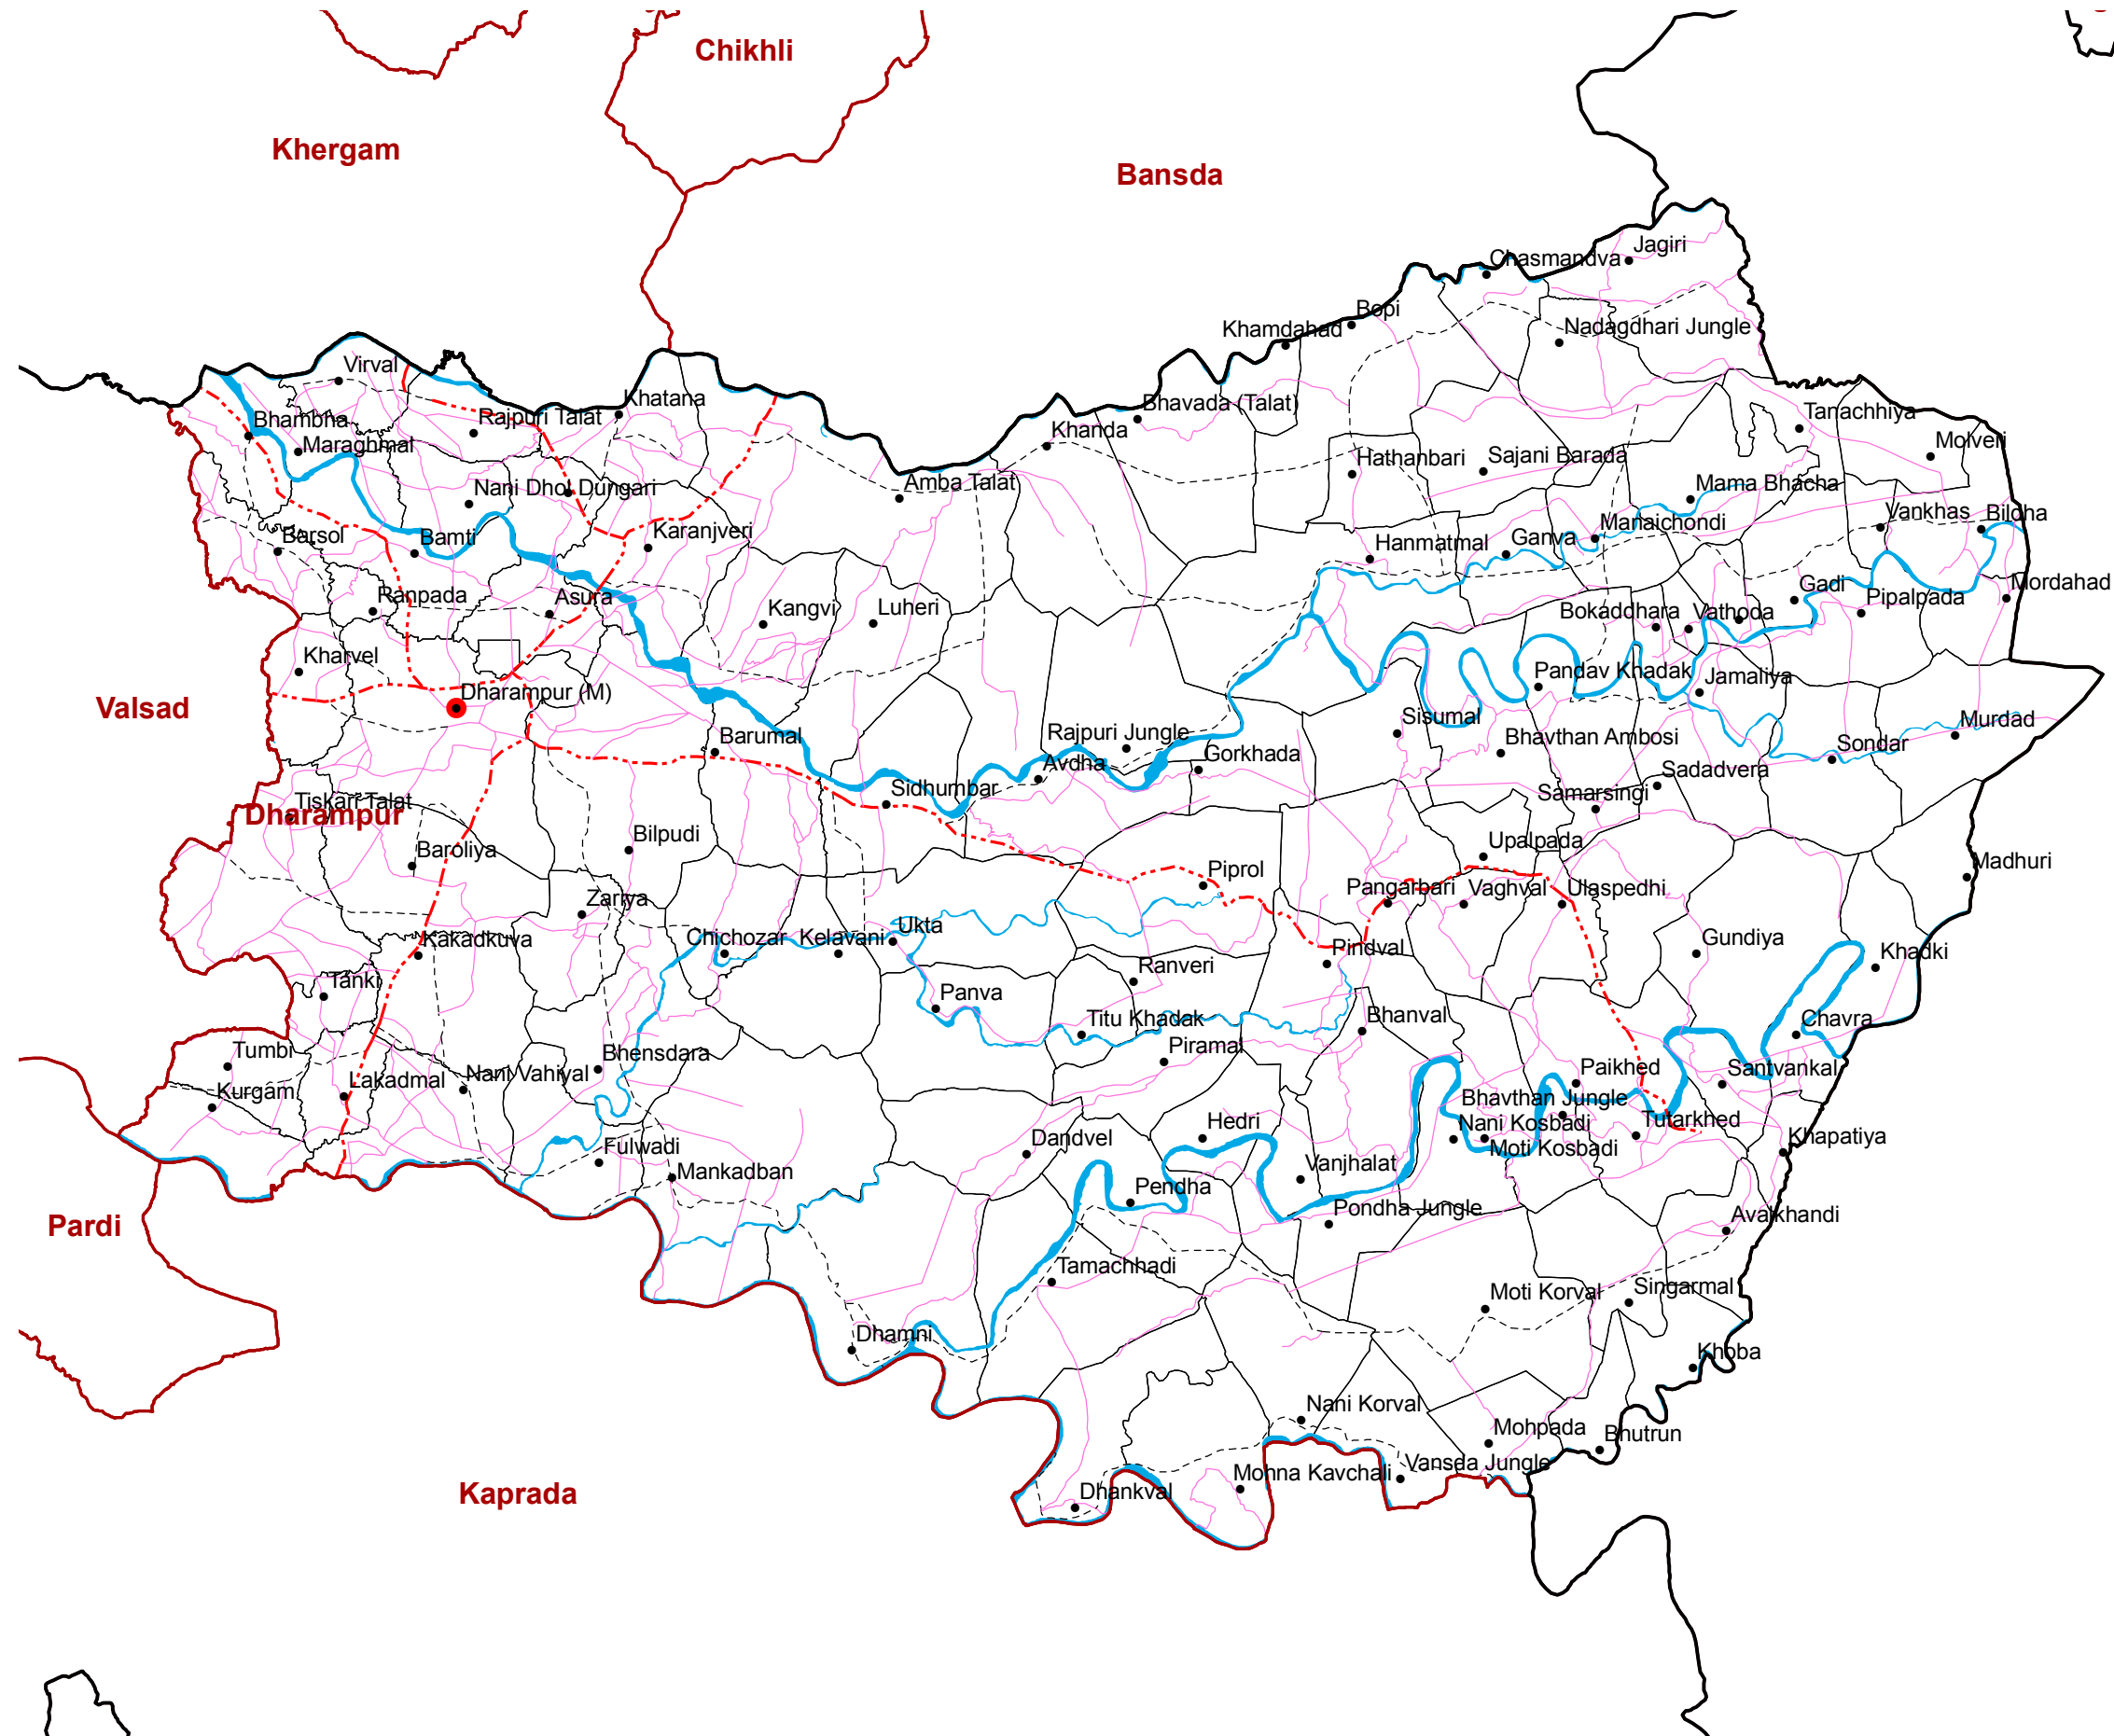 Chikhli
Khergam
Bansda
Jagiri
Chasmandva
Bopi
Khamdahad
Nadagdhari Jungle
Virval
Khatana
Bhavada (Talat)
Tanachhiya
Bhambha
Rajpuri Talat
Khanda
Maraghmal
Molveri
Hathanbari
Sajani Barada
Nani Dhol Dungari
Amba Talat
Mama Bhacha
Vankhas
Bildha
Manaichondi
Barsol
Bamti
Karanjveri
Hanmatmal
Ganva
Gadi
Mordahad
Ranpada
Asura
Kangvi
Luheri
Bokaddhara
Vathoda
Pipalpada
Kharvel
Pandav Khadak
Jamaliya
Dharampur (M)
Valsad
Sisumal
Murdad
Barumal
Rajpuri Jungle
Bhavthan Ambosi
Sondar
Gorkhada
Avdha
Sadadvera
Sidhumbar
Samarsingi
Tiskari Talat
Dharampur
Bilpudi
Upalpada
Baroliya
Madhuri
Piprol
Pangarbari
Vaghval
Ulaspedhi
Zariya
Ukta
Kakadkuva
Chichozar
Kelavani
Pindval
Gundiya
Khadki
Ranveri
Tanki
Panva
Titu Khadak
Bhanval
Chavra
Tumbi
Bhensdara
Piramal
Paikhed
Santvankal
Kurgam
Lakadmal
Nani Vahiyal
Bhavthan Jungle
Hedri
Nani Kosbadi
Tutarkhed
Dandvel
Moti Kosbadi
Khapatiya
Fulwadi
Mankadban
Vanjhalat
Pendha
Pardi
Pondha Jungle
Avalkhandi
Tamachhadi
Moti Korval
Singarmal
Dhamni
Khoba
Nani Korval
Mohpada
Bhutrun
Kaprada
Mohna Kavchali
Vansda Jungle
Dhankval